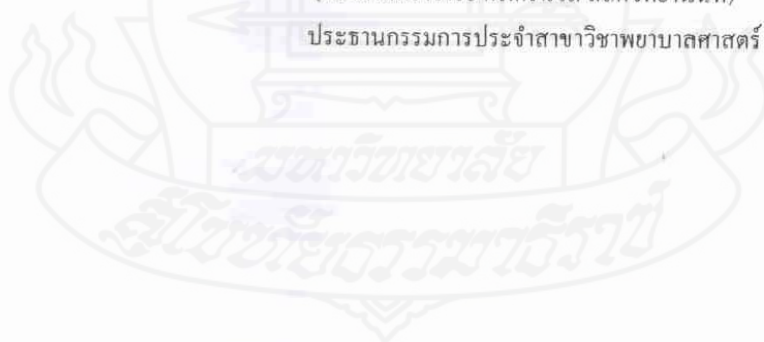 ประธานกรรมการประจำสาขาวิชาพยาบาลศาสตร์
มหาวิทยาลัย
สุโขทัยธรรมาธิราช